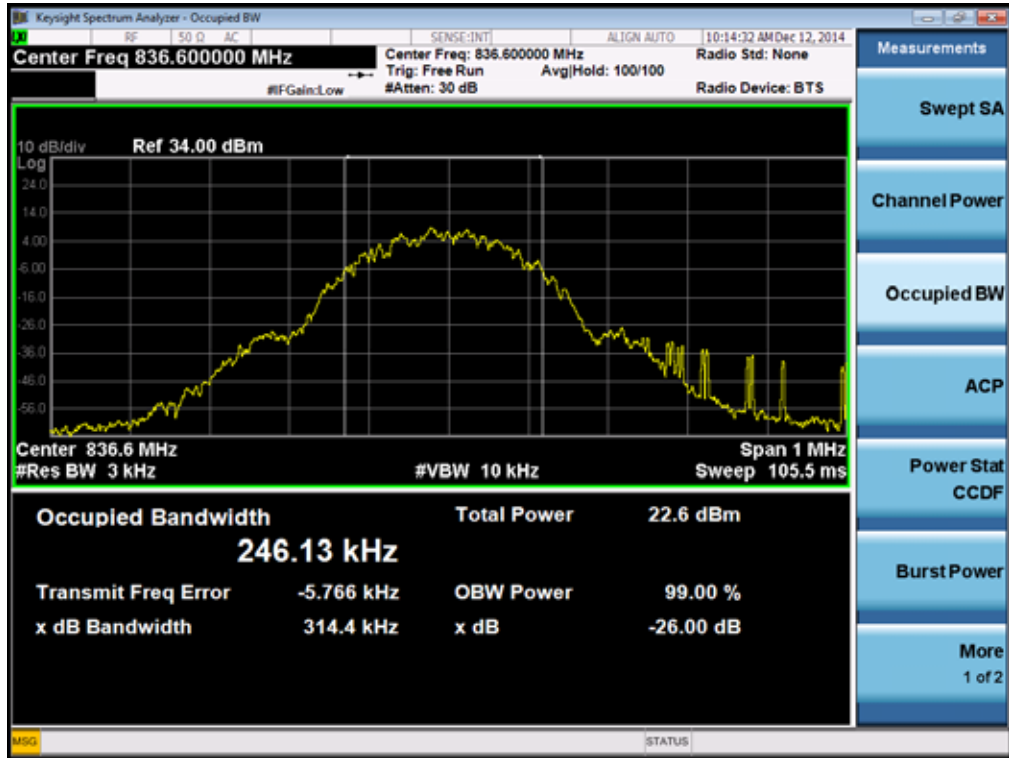 Keysight Spectrum Analyzer - Occupied BW
RF 50 Ω AC SENSE:INT ALIGN AUTO 10:14:32 AM Dec 12, 2014
Center Freq 836.600000 MHz
Center Freq: 836.600000 MHz
Radio Std: None
Trig: Free Run Avg|Hold: 100/100
#IFGain:Low
#Atten: 30 dB
Radio Device: BTS
10 dB/div Ref 34.00 dBm
Log
24.0
14.0
4.00
-6.00
-16.0
-26.0
-36.0
-46.0
-56.0
Center 836.6 MHz Span 1 MHz
#Res BW 3 kHz #VBW 10 kHz Sweep 105.5 ms
Occupied Bandwidth Total Power 22.6 dBm
246.13 kHz
Transmit Freq Error -5.766 kHz OBW Power 99.00 %
x dB Bandwidth 314.4 kHz x dB -26.00 dB
Measurements
Swept SA
Channel Power
Occupied BW
ACP
Power Stat
CCDF
Burst Power
More
1 of 2
MSG STATUS